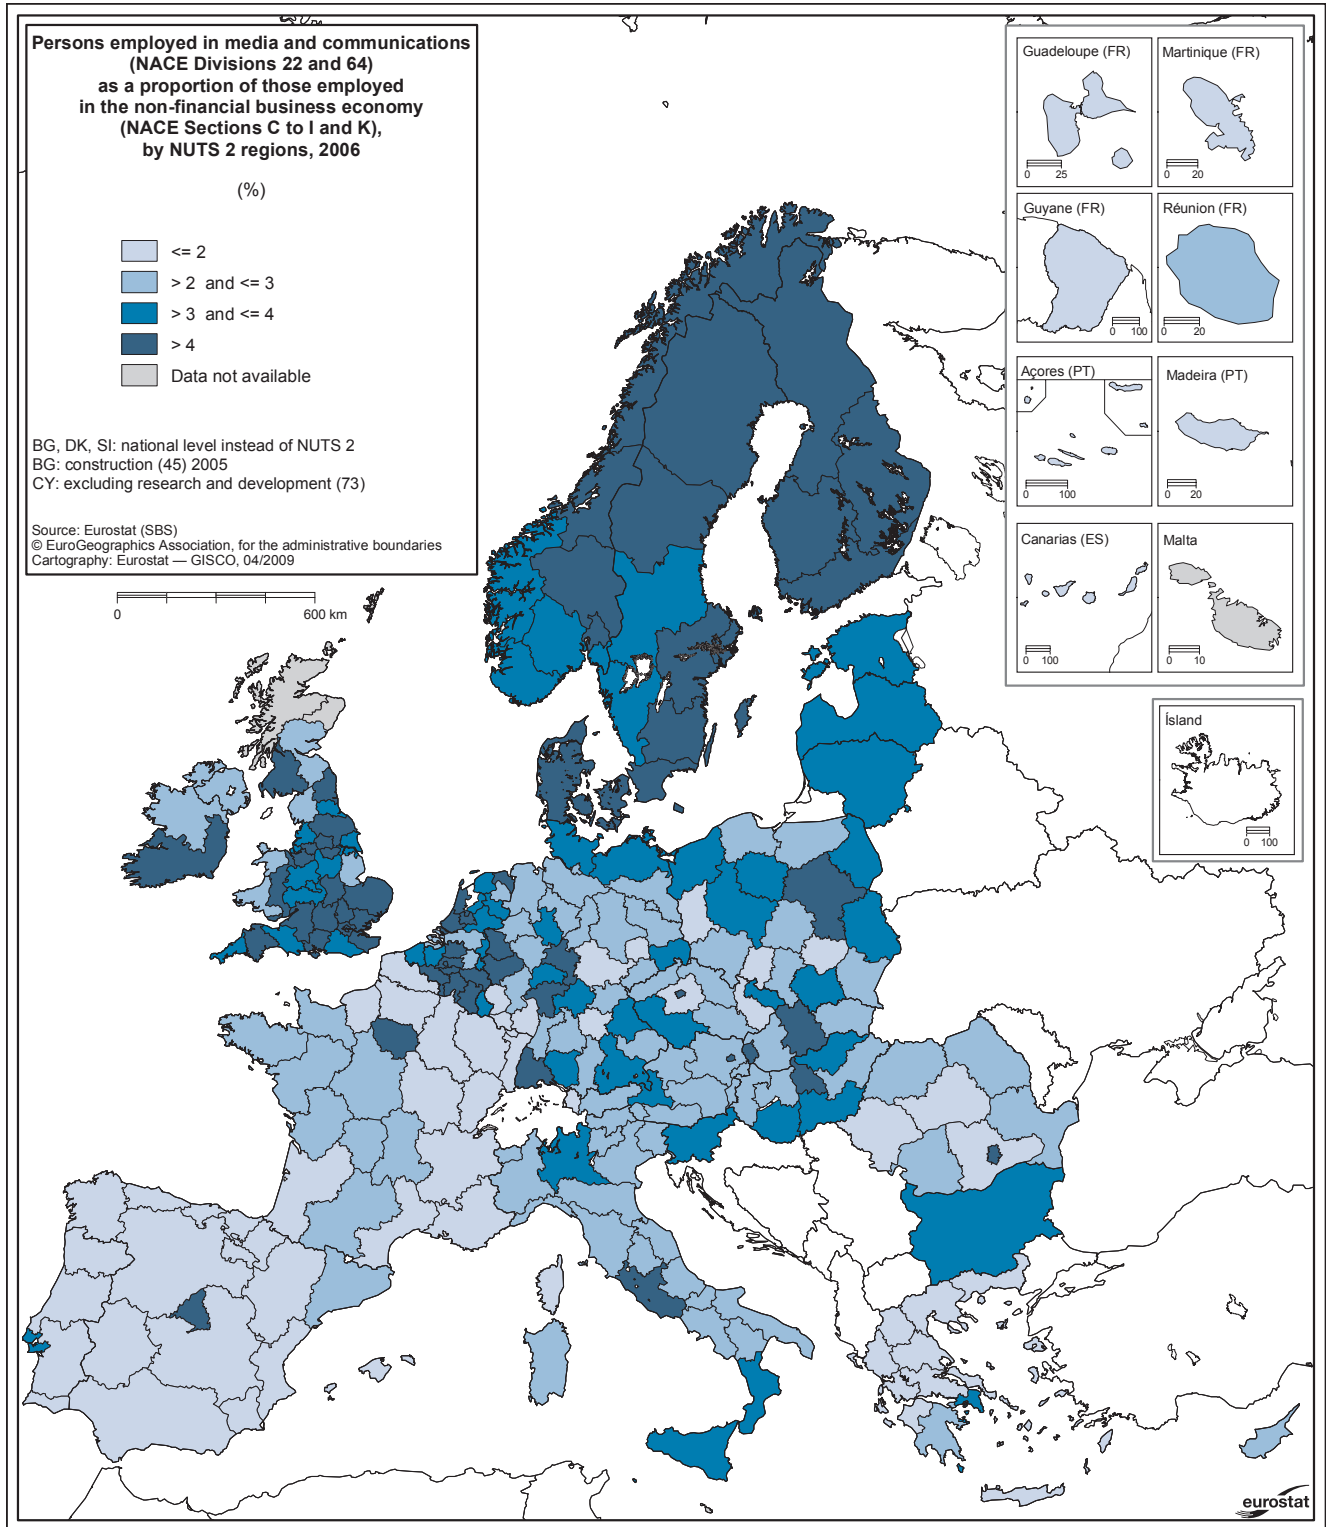 Persons employed in media and communications
(NACE Divisions 22 and 64)
as a proportion of those employed
in the non-financial business economy
(NACE Sections C to I and K),
by NUTS 2 regions, 2006
(%)
<= 2
> 2 and <= 3
> 3 and <= 4
> 4
Data not available
BG, DK, SI: national level instead of NUTS 2
BG: construction (45) 2005
CY: excluding research and development (73)
Source: Eurostat (SBS)
© EuroGeographics Association, for the administrative boundaries
Cartography: Eurostat — GISCO, 04/2009
0 600 km
Guadeloupe (FR)
0 25
Martinique (FR)
0 20
Guyane (FR)
0 100
Réunion (FR)
0 20
Açores (PT)
0 100
Madeira (PT)
0 20
Canarias (ES)
0 100
Malta
0 10
Ísland
0 100
eurostat